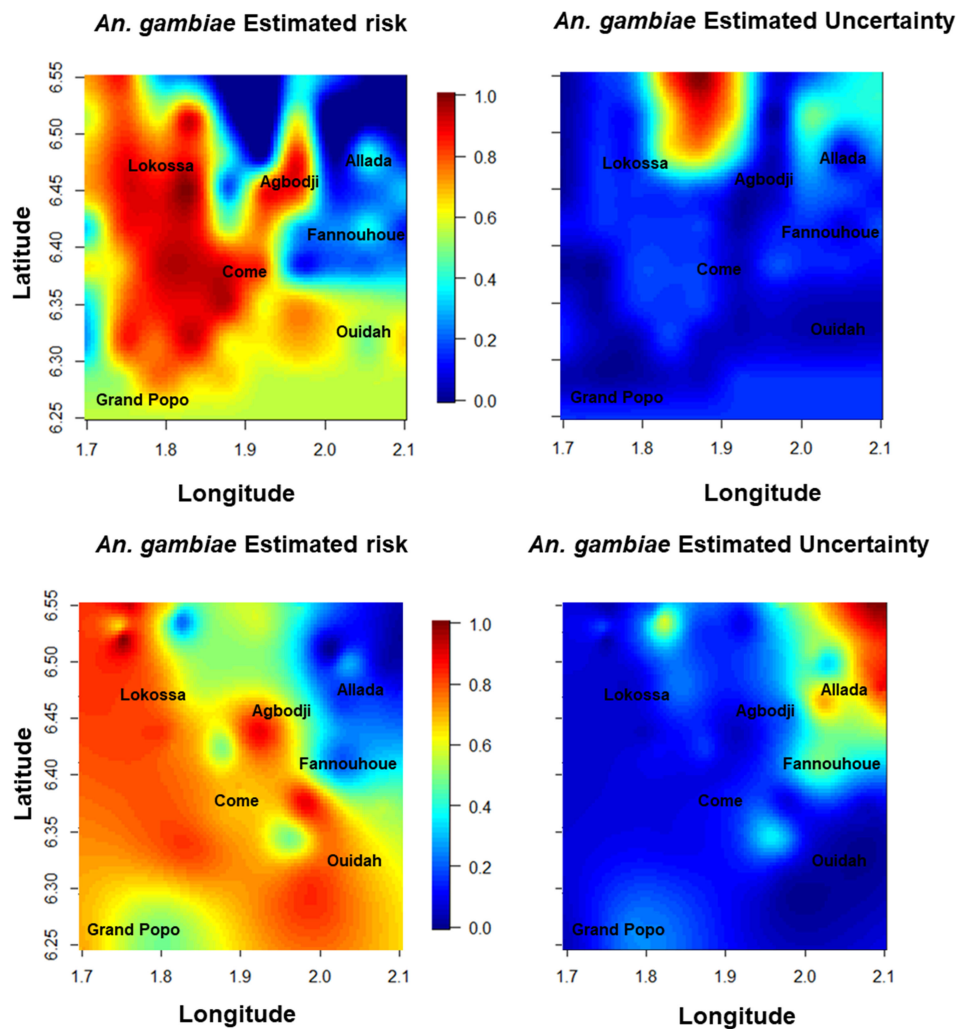 An. gambiae Estimated risk
An. gambiae Estimated Uncertainty
Latitude
6.55
6.50
6.45
6.40
6.35
6.30
6.25
Lokossa
Agbodji
Allada
Fannouhoue
Come
Ouidah
Grand Popo
1.7 1.8 1.9 2.0 2.1
Longitude
1.0
0.8
0.6
0.4
0.2
0.0
Lokossa
Agbodji
Allada
Fannouhoue
Come
Ouidah
Grand Popo
1.7 1.8 1.9 2.0 2.1
Longitude
An. gambiae Estimated risk
An. gambiae Estimated Uncertainty
Latitude
6.55
6.50
6.45
6.40
6.35
6.30
6.25
Lokossa
Agbodji
Allada
Fannouhoue
Come
Ouidah
Grand Popo
1.7 1.8 1.9 2.0 2.1
Longitude
1.0
0.8
0.6
0.4
0.2
0.0
Lokossa
Agbodji
Allada
Fannouhoue
Come
Ouidah
Grand Popo
1.7 1.8 1.9 2.0 2.1
Longitude